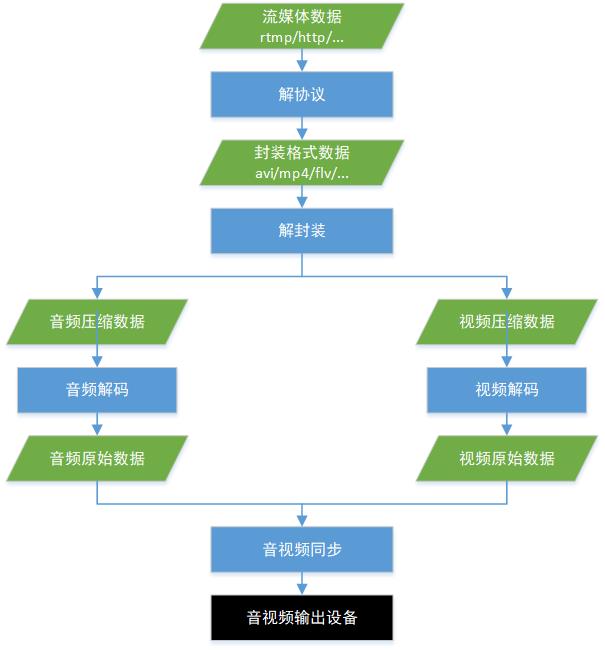 流媒体数据
rtmp/http/...
解协议
封装格式数据
avi/mp4/flv/...
解封装
音频压缩数据
视频压缩数据
音频解码
视频解码
音频原始数据
视频原始数据
音视频同步
音视频输出设备